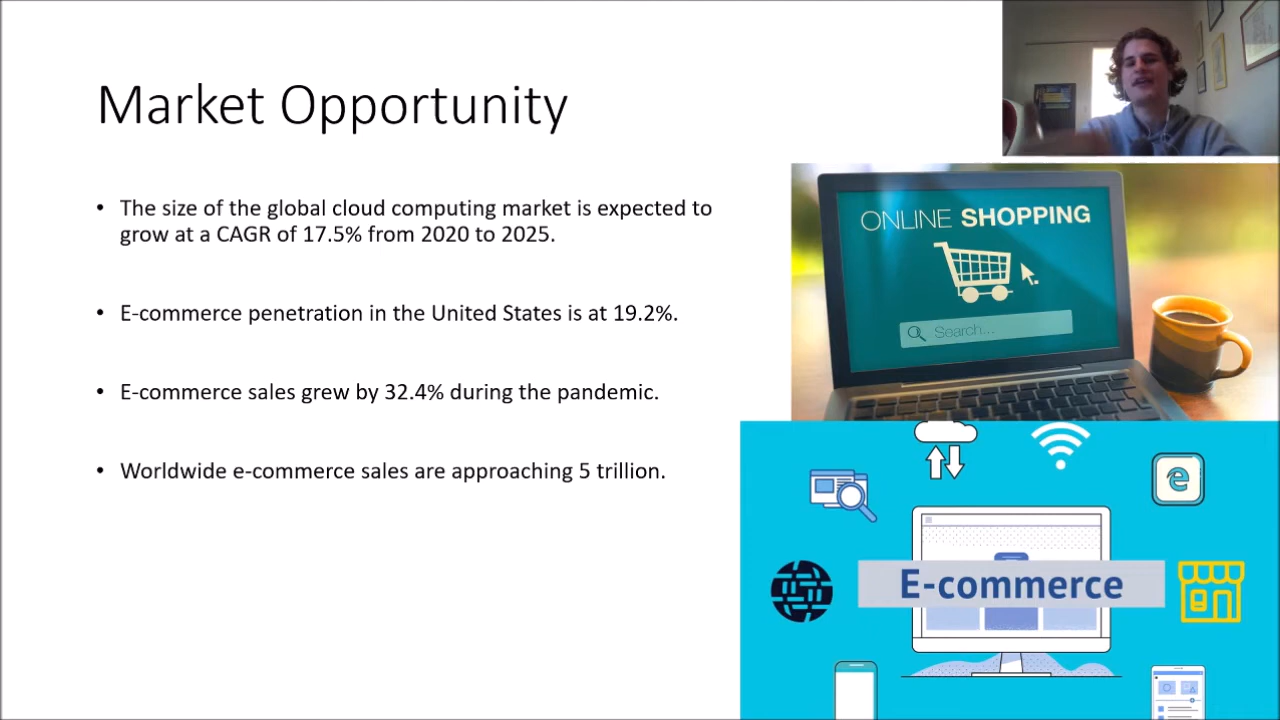 Market Opportunity
• The size of the global cloud computing market is expected to
grow at a CAGR of 17.5% from 2020 to 2025.
• E-commerce penetration in the United States is at 19.2%.
• E-commerce sales grew by 32.4% during the pandemic.
• Worldwide e-commerce sales are approaching 5 trillion.
ONLINE SHOPPING
Search...
e
E-commerce